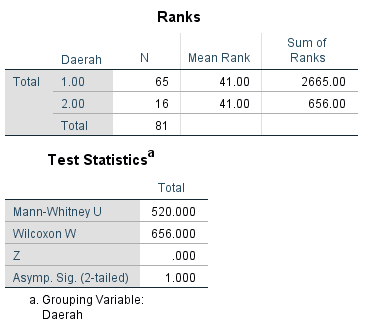 Ranks
Daerah N Mean Rank Sum of Ranks
Total 1.00 65 41.00 2665.00
2.00 16 41.00 656.00
Total 81
Test Statisticsa
Total
Mann-Whitney U 520.000
Wilcoxon W 656.000
Z .000
Asymp. Sig. (2-tailed) 1.000
a. Grouping Variable:
Daerah